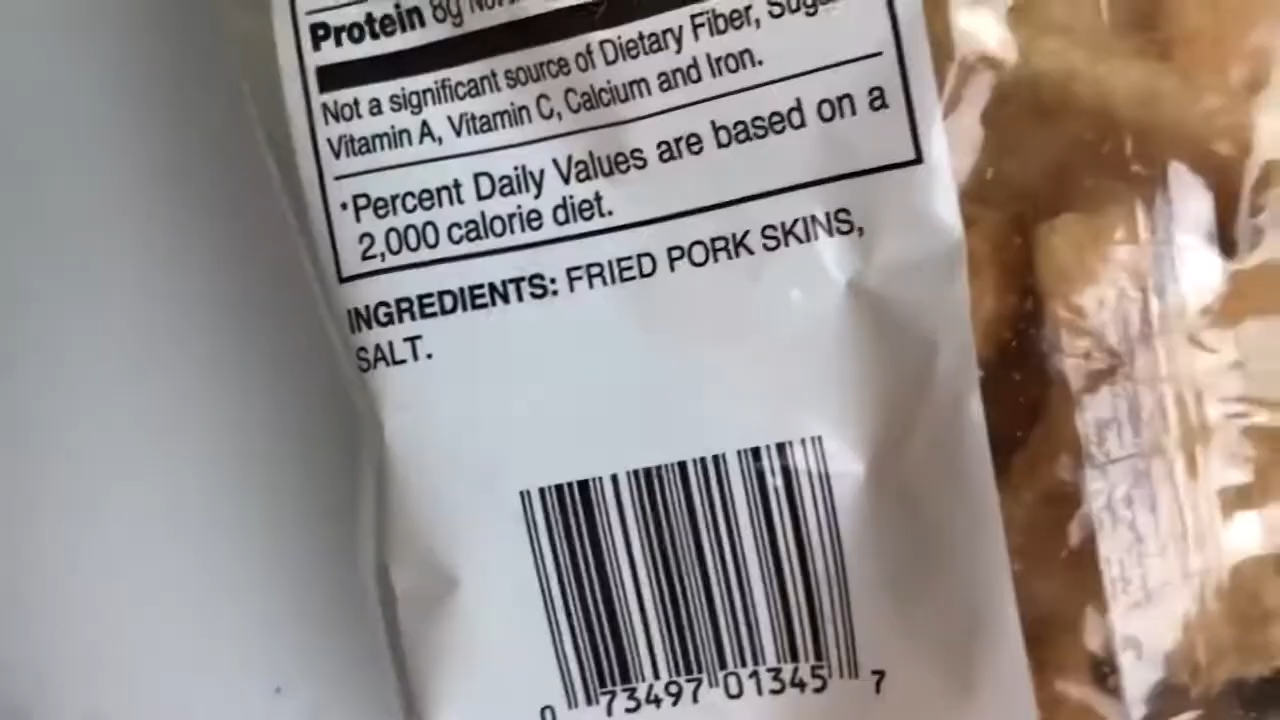 Protein 8g
Not a significant source of Dietary Fiber,
Vitamin A, Vitamin C, Calcium and Iron.
•Percent Daily Values are based on a
2,000 calorie diet.
INGREDIENTS: FRIED PORK SKINS,
SALT.
0 73497 01345 7